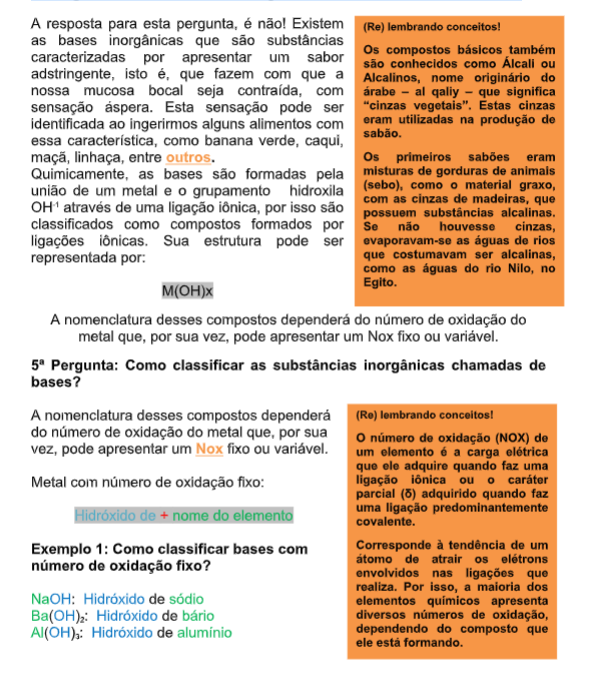 A resposta para esta pergunta, é não! Existem
as bases inorgânicas que são substâncias
caracterizadas por apresentar um sabor
adstringente, isto é, que fazem com que a
nossa mucosa bocal seja contraída, com
sensação áspera. Esta sensação pode ser
identificada ao ingerirmos alguns alimentos com
essa característica, como banana verde, caqui,
maçã, linhaça, entre outros.
Quimicamente, as bases são formadas pela
união de um metal e o grupamento hidroxila
OH⁻¹ através de uma ligação iônica, por isso são
classificados como compostos formados por
ligações iônicas. Sua estrutura pode ser
representada por:
M(OH)x
(Re) lembrando conceitos!
Os compostos básicos também
são conhecidos como Álcali ou
Alcalinos, nome originário do
árabe – al qaliy – que significa
“cinzas vegetais”. Estas cinzas
eram utilizadas na produção de
sabão.
Os primeiros sabões eram
misturas de gorduras de animais
(sebo), como o material graxo,
com as cinzas de madeiras, que
possuem substâncias alcalinas.
Se não houvesse cinzas,
evaporavam-se as águas de rios
que costumavam ser alcalinas,
como as águas do rio Nilo, no
Egito.
A nomenclatura desses compostos dependerá do número de oxidação do
metal que, por sua vez, pode apresentar um Nox fixo ou variável.
5ª Pergunta: Como classificar as substâncias inorgânicas chamadas de
bases?
A nomenclatura desses compostos dependerá
do número de oxidação do metal que, por sua
vez, pode apresentar um Nox fixo ou variável.
Metal com número de oxidação fixo:
Hidróxido de + nome do elemento
Exemplo 1: Como classificar bases com
número de oxidação fixo?
NaOH: Hidróxido de sódio
Ba(OH)₂: Hidróxido de bário
Al(OH)₃: Hidróxido de alumínio
(Re) lembrando conceitos!
O número de oxidação (NOX) de
um elemento é a carga elétrica
que ele adquire quando faz uma
ligação iônica ou o caráter
parcial (δ) adquirido quando faz
uma ligação predominantemente
covalente.
Corresponde à tendência de um
átomo de atrair os elétrons
envolvidos nas ligações que
realiza. Por isso, a maioria dos
elementos químicos apresenta
diversos números de oxidação,
dependendo do composto que
ele está formando.